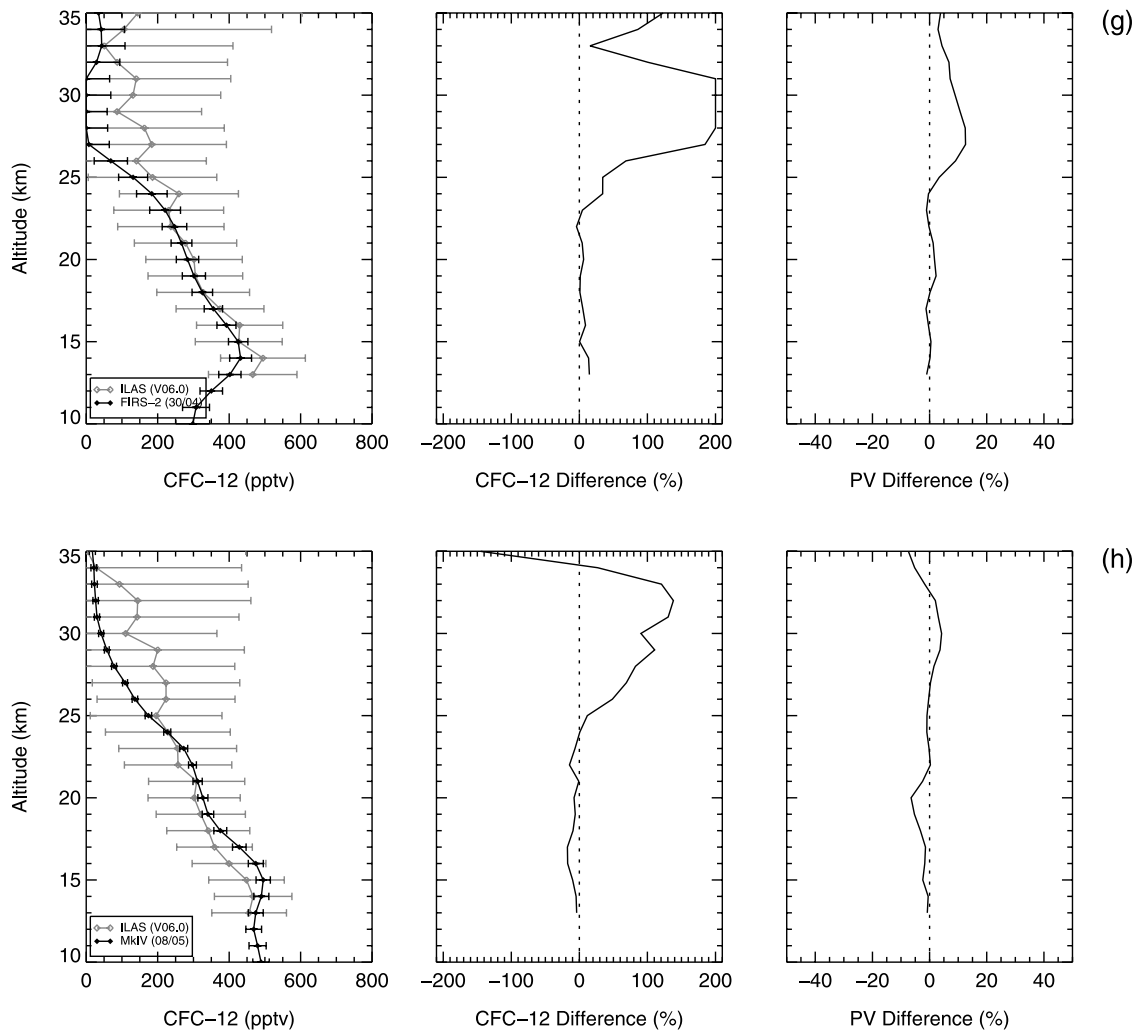 (g)
Altitude (km)
35
30
25
20
15
10
ILAS (V06.0)
FIRS−2 (30/04)
0 200 400 600 800
CFC−12 (pptv)
−200 −100 0 100 200
CFC−12 Difference (%)
−40 −20 0 20 40
PV Difference (%)
(h)
Altitude (km)
35
30
25
20
15
10
ILAS (V06.0)
MkIV (08/05)
0 200 400 600 800
CFC−12 (pptv)
−200 −100 0 100 200
CFC−12 Difference (%)
−40 −20 0 20 40
PV Difference (%)